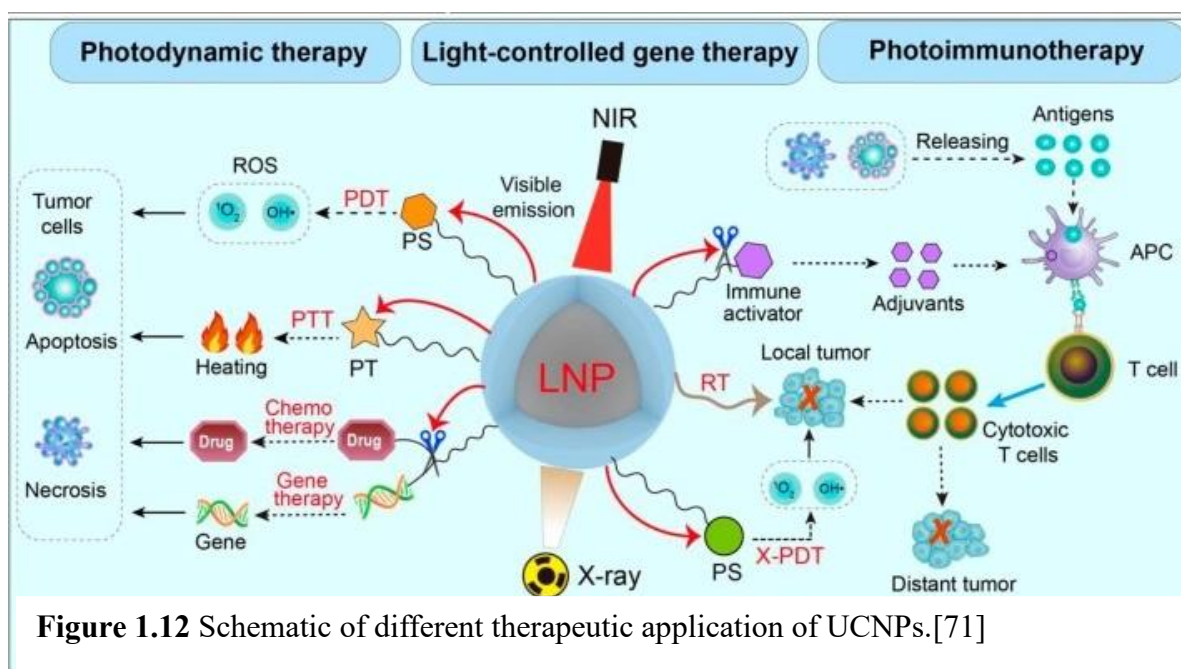 Photodynamic therapy
Light-controlled gene therapy
Photoimmunotherapy
NIR
Visible
emission
ROS
¹O₂
OH•
PDT
PS
Tumor
cells
Apoptosis
Heating
PTT
PT
Necrosis
Drug
Chemo
therapy
Drug
Gene
Gene
therapy
LNP
X-ray
Releasing
Antigens
Immune
activator
Adjuvants
APC
T cell
RT
Local tumor
X
Cytotoxic
T cells
¹O₂
OH•
PS
X-PDT
X
Distant tumor
Figure 1.12 Schematic of different therapeutic application of UCNPs.[71]